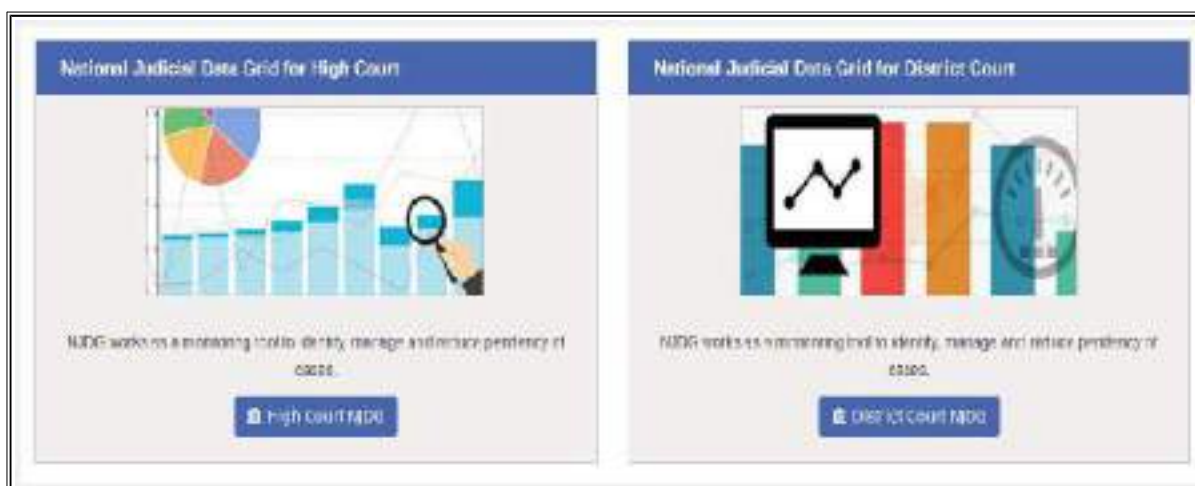 National Judicial Data Grid for High Court
NJDG works as a monitoring tool to identify, manage and reduce pendency of
cases.
High Court NJDG
National Judicial Data Grid for District Court
NJDG works as a monitoring tool to identify, manage and reduce pendency of
cases.
District Court NJDG